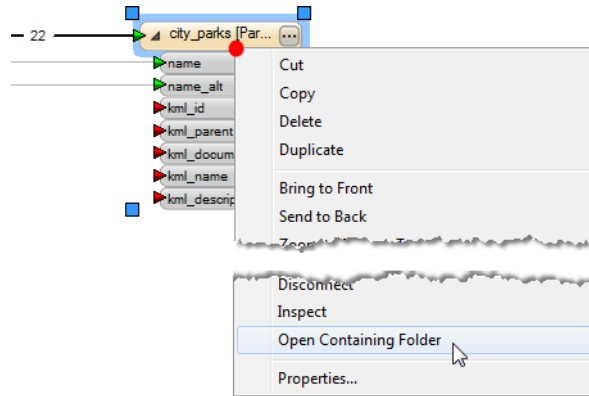 22
city_parks [Par...
name
name_alt
kml_id
kml_parent
kml_docum
kml_name
kml_descrip
Cut
Copy
Delete
Duplicate
Bring to Front
Send to Back
Disconnect
Inspect
Open Containing Folder
Properties...